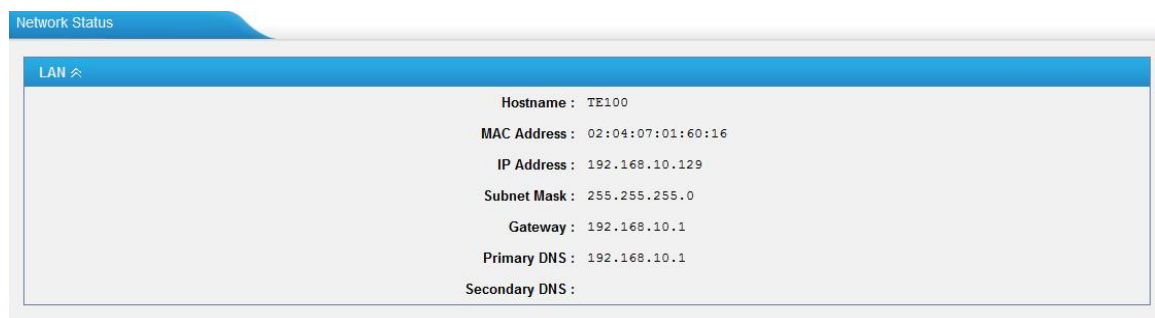 Network Status
LAN
Hostname : TE100
MAC Address : 02:04:07:01:60:16
IP Address : 192.168.10.129
Subnet Mask : 255.255.255.0
Gateway : 192.168.10.1
Primary DNS : 192.168.10.1
Secondary DNS :